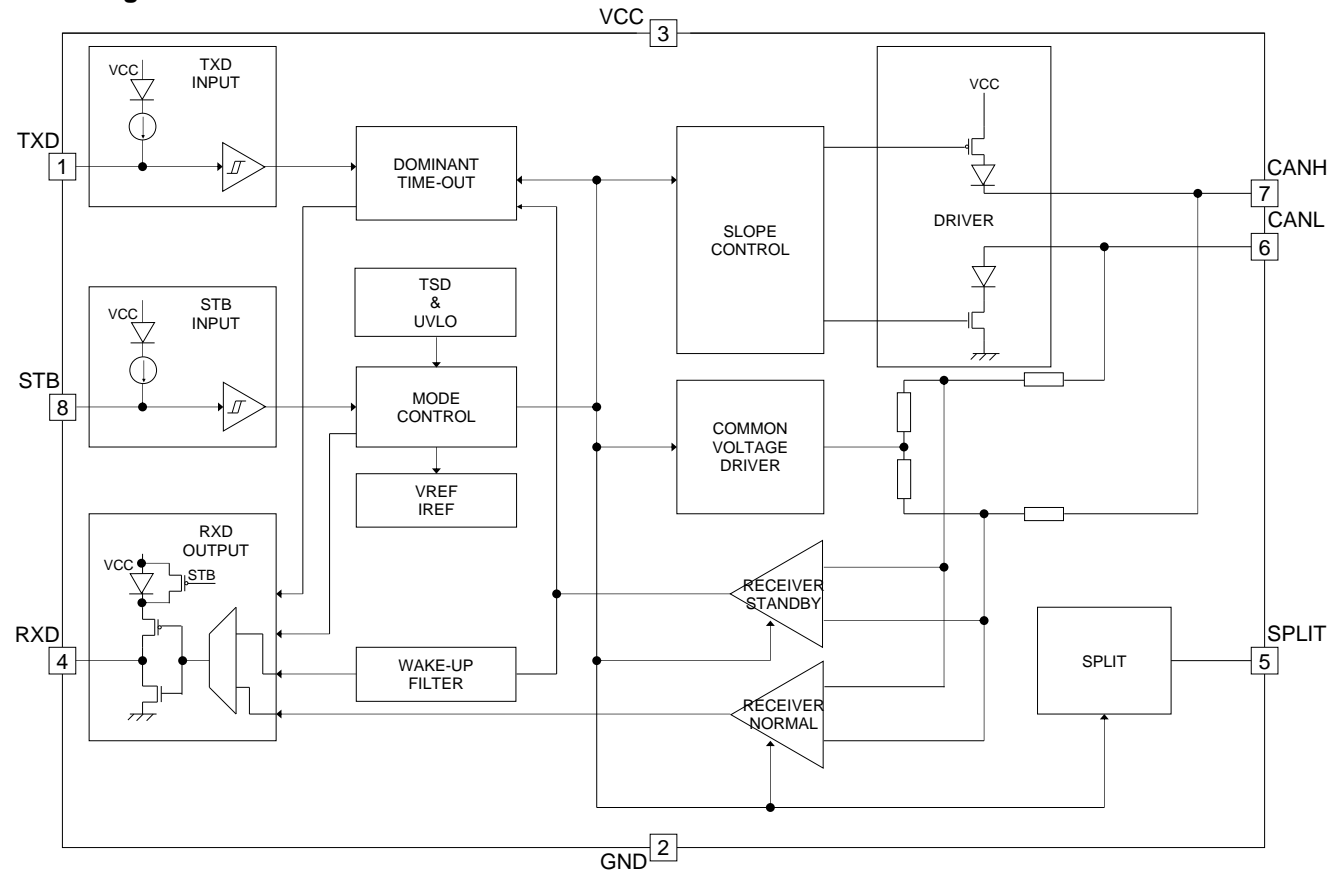 VCC
3
TXD
INPUT
VCC
TXD
1
DOMINANT
TIME-OUT
SLOPE
CONTROL
VCC
DRIVER
CANH
7
CANL
6
TSD
&
UVLO
STB
INPUT
VCC
STB
8
MODE
CONTROL
COMMON
VOLTAGE
DRIVER
VREF
IREF
RXD
OUTPUT
VCC
STB
RXD
4
WAKE-UP
FILTER
RECEIVER
STANDBY
RECEIVER
NORMAL
SPLIT
SPLIT
5
GND
2